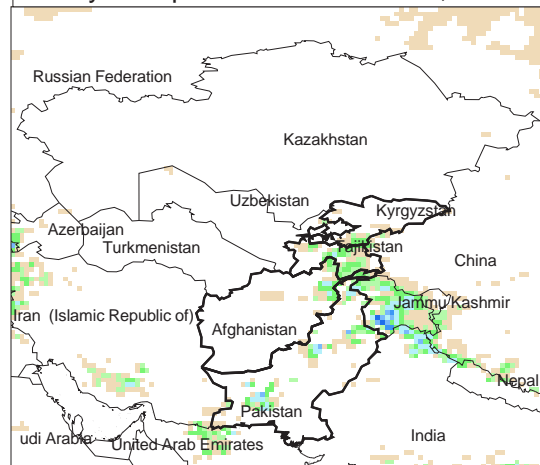 Russian Federation
Kazakhstan
Uzbekistan
Kyrgyzstan
Azerbaijan
Turkmenistan
Tajikistan
China
Jammu/Kashmir
Iran (Islamic Republic of)
Afghanistan
Nepal
Pakistan
udi Arabia
United Arab Emirates
India